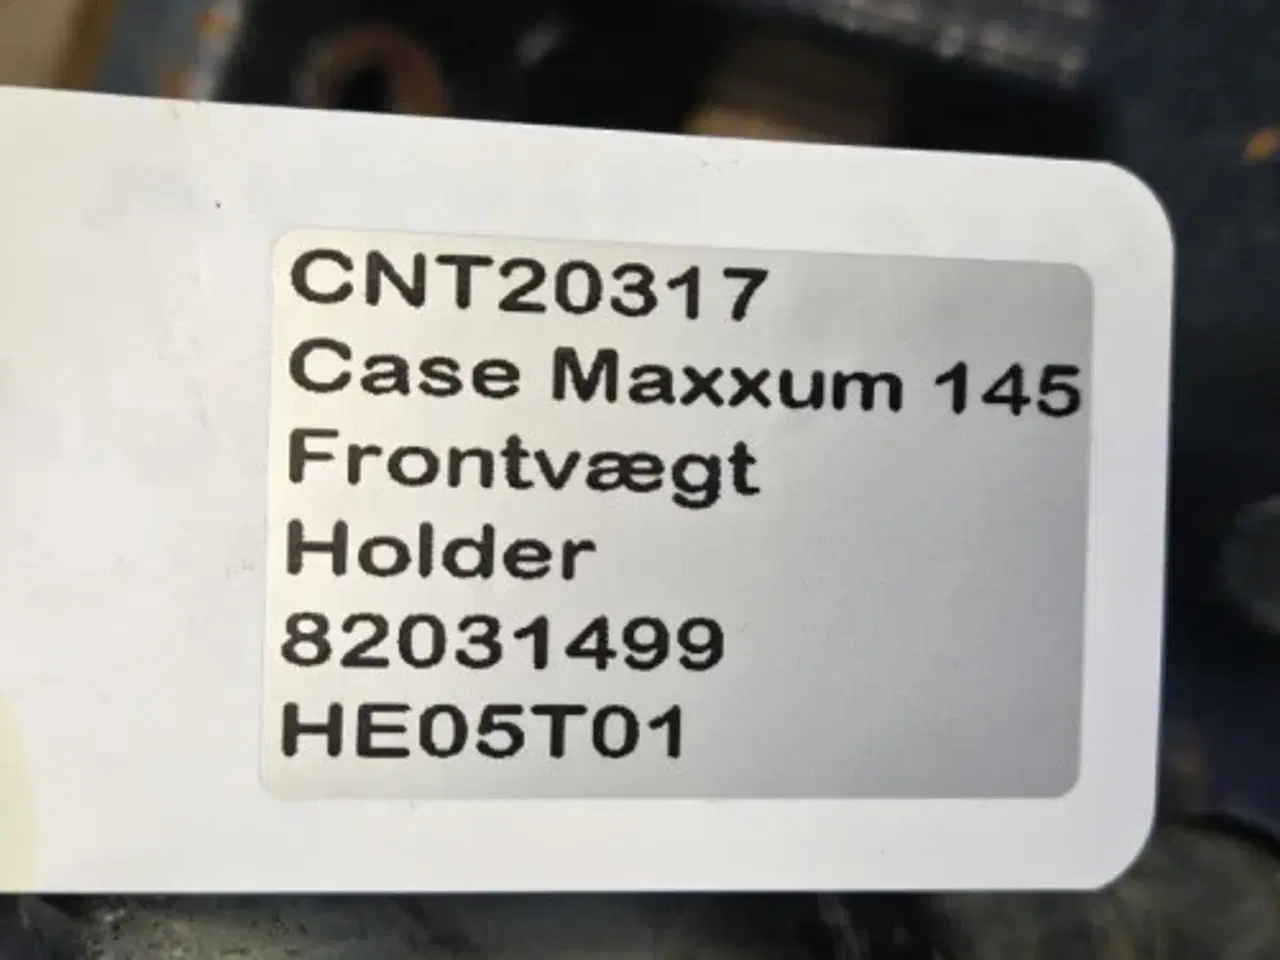 CNT20317
Case Maxxum 145
Frontvægt
Holder
82031499
HE05T01